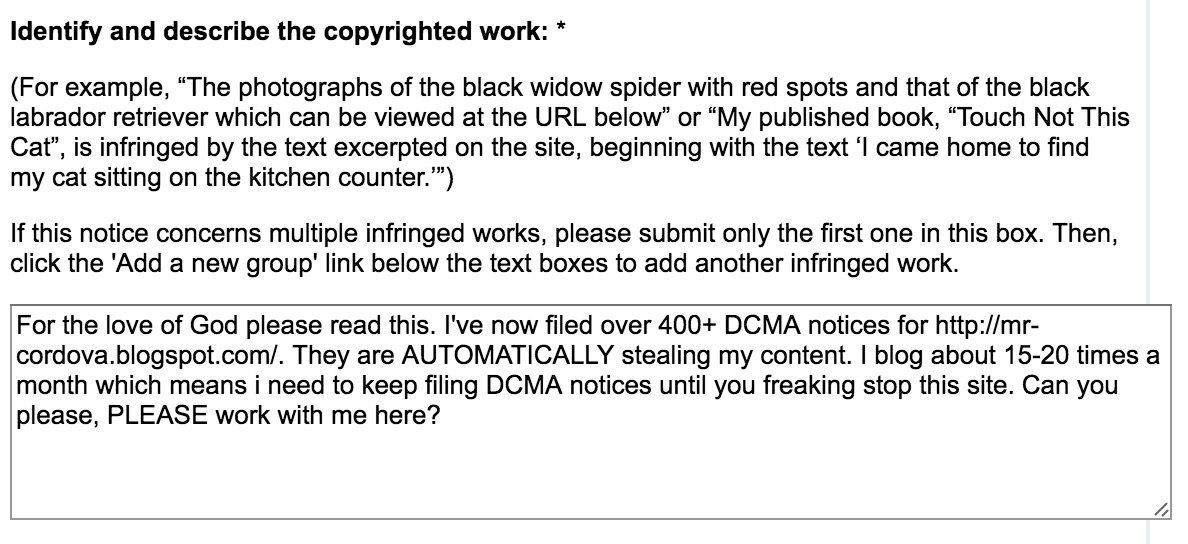 Identify and describe the copyrighted work: *
(For example, “The photographs of the black widow spider with red spots and that of the black
labrador retriever which can be viewed at the URL below” or “My published book, “Touch Not This
Cat”, is infringed by the text excerpted on the site, beginning with the text ‘I came home to find
my cat sitting on the kitchen counter.’”)
If this notice concerns multiple infringed works, please submit only the first one in this box. Then,
click the 'Add a new group' link below the text boxes to add another infringed work.
For the love of God please read this. I've now filed over 400+ DCMA notices for http://mr-
cordova.blogspot.com/. They are AUTOMATICALLY stealing my content. I blog about 15-20 times a
month which means i need to keep filing DCMA notices until you freaking stop this site. Can you
please, PLEASE work with me here?